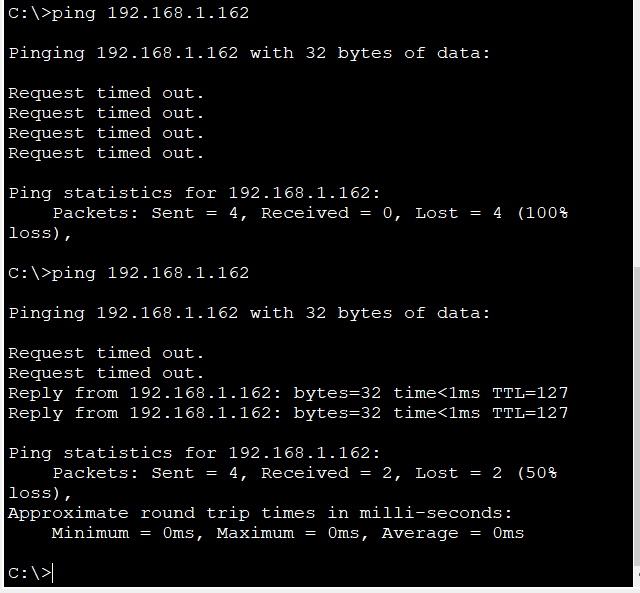 C:\>ping 192.168.1.162
Pinging 192.168.1.162 with 32 bytes of data:
Request timed out.
Request timed out.
Request timed out.
Request timed out.
Ping statistics for 192.168.1.162:
    Packets: Sent = 4, Received = 0, Lost = 4 (100%
loss),
C:\>ping 192.168.1.162
Pinging 192.168.1.162 with 32 bytes of data:
Request timed out.
Request timed out.
Reply from 192.168.1.162: bytes=32 time<1ms TTL=127
Reply from 192.168.1.162: bytes=32 time<1ms TTL=127
Ping statistics for 192.168.1.162:
    Packets: Sent = 4, Received = 2, Lost = 2 (50%
loss),
Approximate round trip times in milli-seconds:
    Minimum = 0ms, Maximum = 0ms, Average = 0ms
C:\>